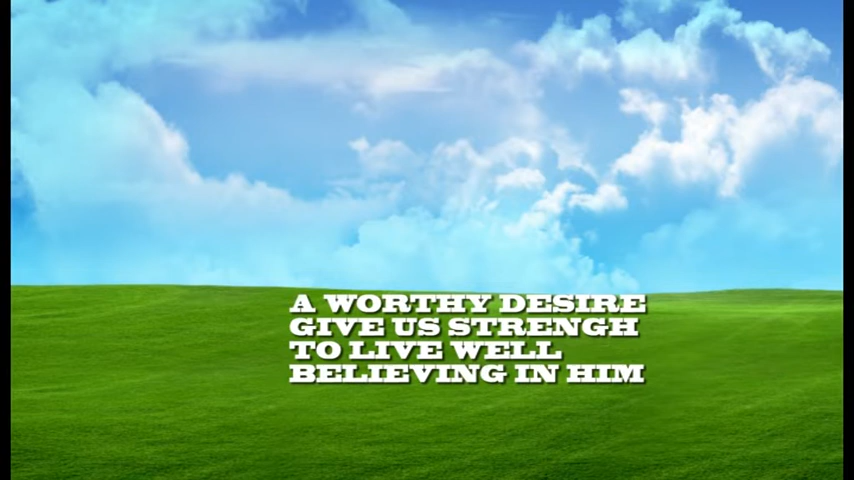 A WORTHY DESIRE
GIVE US STRENGH
TO LIVE WELL
BELIEVING IN HIM